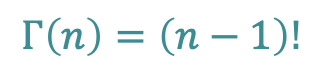 Γ(n) = (n − 1)!